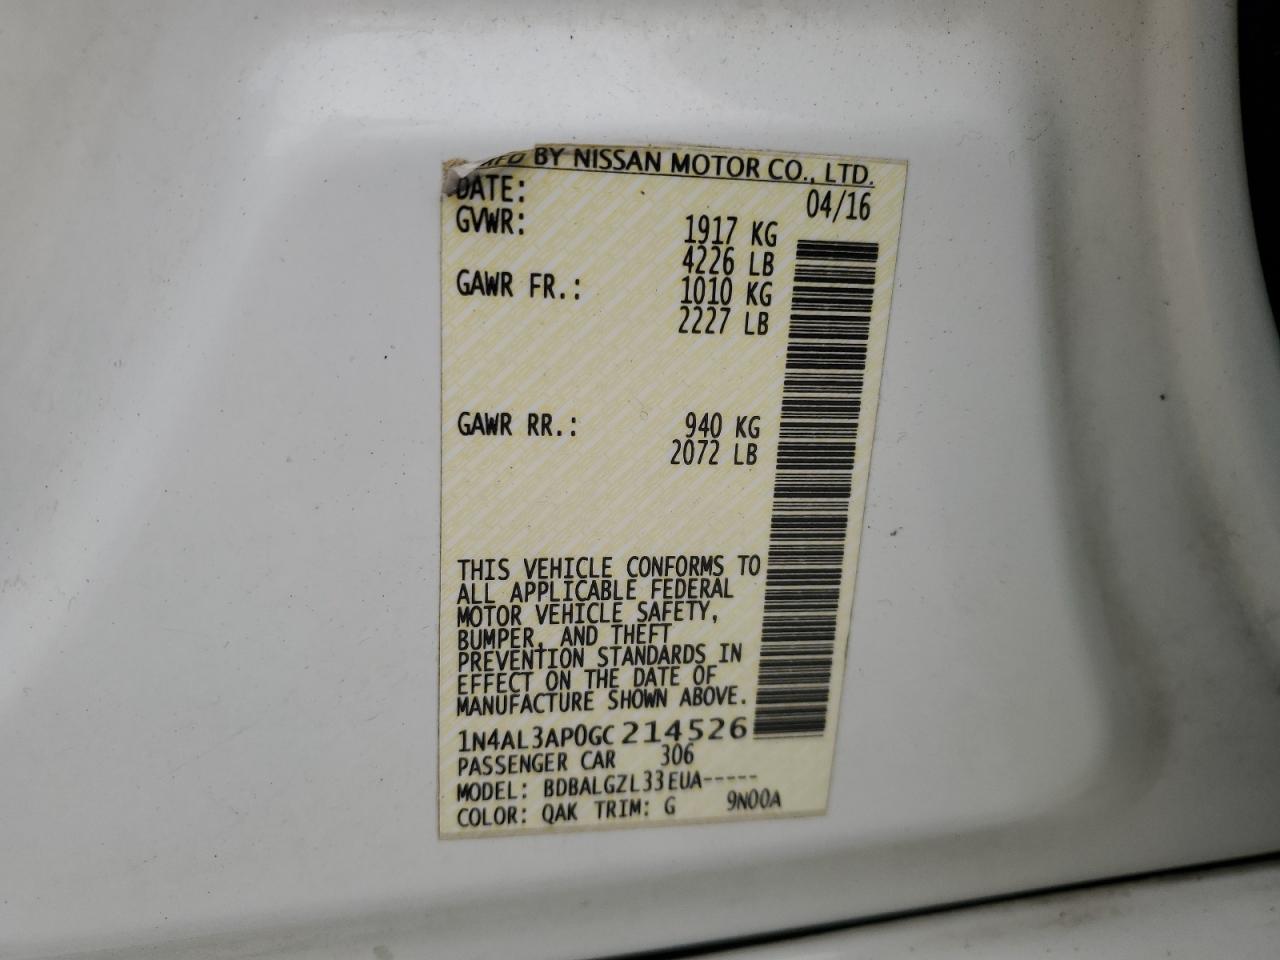 MFD BY NISSAN MOTOR CO., LTD.
DATE: 04/16
GVWR: 1917 KG
4226 LB
GAWR FR.: 1010 KG
2227 LB
GAWR RR.: 940 KG
2072 LB
THIS VEHICLE CONFORMS TO
ALL APPLICABLE FEDERAL
MOTOR VEHICLE SAFETY,
BUMPER, AND THEFT
PREVENTION STANDARDS IN
EFFECT ON THE DATE OF
MANUFACTURE SHOWN ABOVE.
1N4AL3AP0GC214526
PASSENGER CAR 306
MODEL: BDBALGZL33EUA-----
COLOR: QAK TRIM: G 9N00A